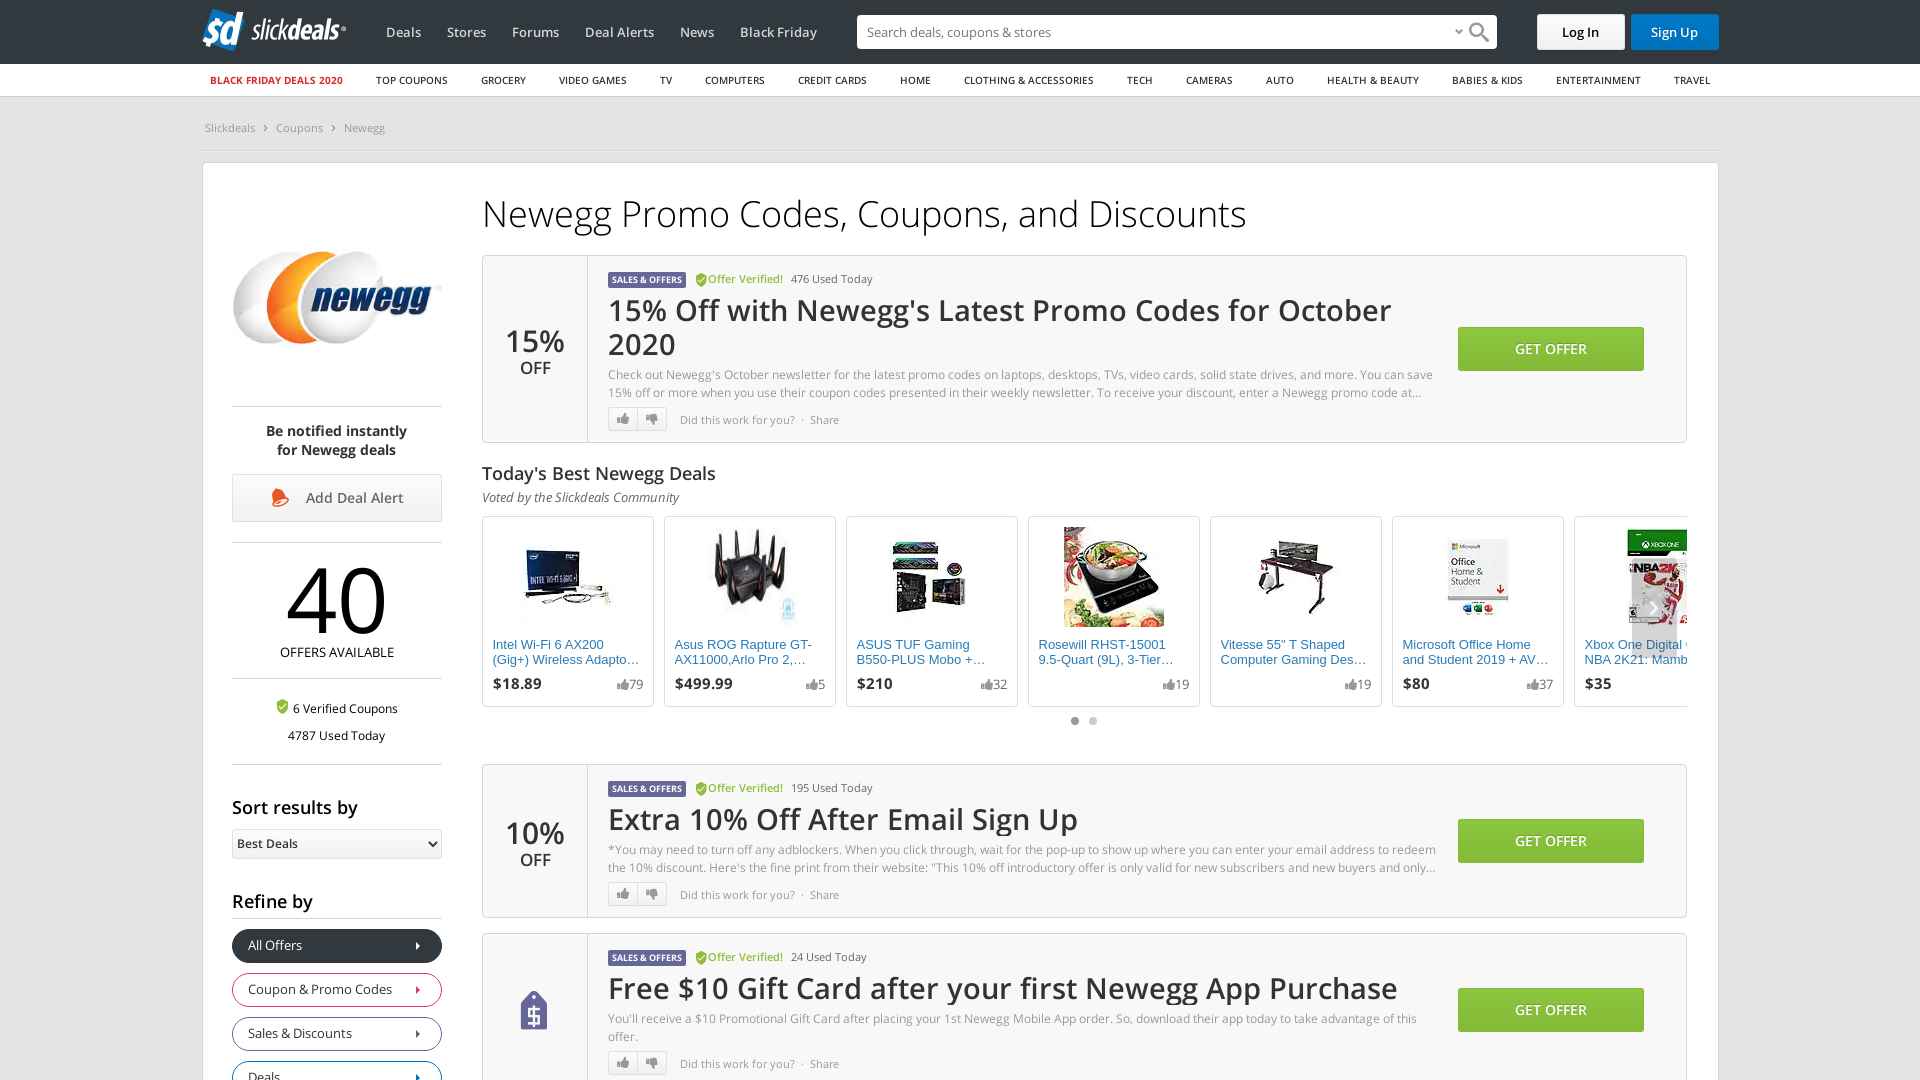 sd slickdeals
Deals
Stores
Forums
Deal Alerts
News
Black Friday
Search deals, coupons & stores
Log In
Sign Up
BLACK FRIDAY DEALS 2020
TOP COUPONS
GROCERY
VIDEO GAMES
TV
COMPUTERS
CREDIT CARDS
HOME
CLOTHING & ACCESSORIES
TECH
CAMERAS
AUTO
HEALTH & BEAUTY
BABIES & KIDS
ENTERTAINMENT
TRAVEL
Slickdeals > Coupons > Newegg
newegg
Be notified instantly
for Newegg deals
Add Deal Alert
40
OFFERS AVAILABLE
6 Verified Coupons
4787 Used Today
Sort results by
Best Deals
Refine by
All Offers
Coupon & Promo Codes
Sales & Discounts
Deals
Newegg Promo Codes, Coupons, and Discounts
15%
OFF
SALES & OFFERS Offer Verified! 476 Used Today
15% Off with Newegg's Latest Promo Codes for October
2020
Check out Newegg's October newsletter for the latest promo codes on laptops, desktops, TVs, video cards, solid state drives, and more. You can save
15% off or more when you use their coupon codes presented in their weekly newsletter. To receive your discount, enter a Newegg promo code at...
Did this work for you? · Share
GET OFFER
Today's Best Newegg Deals
Voted by the Slickdeals Community
INTEL WI-FI 6 (GIG+)
Intel Wi-Fi 6 AX200
(Gig+) Wireless Adapto...
$18.89
79
Asus ROG Rapture GT-
AX11000,Arlo Pro 2,...
$499.99
5
ASUS TUF Gaming
B550-PLUS Mobo +...
$210
32
Rosewill RHST-15001
9.5-Quart (9L), 3-Tier...
19
Vitesse 55" T Shaped
Computer Gaming Des...
19
Microsoft
Office
Home &
Student
Microsoft Office Home
and Student 2019 + AV...
$80
37
XBOX ONE
NBA 2K
Xbox One Digital
NBA 2K21: Mamb
$35
10%
OFF
SALES & OFFERS Offer Verified! 195 Used Today
Extra 10% Off After Email Sign Up
*You may need to turn off any adblockers. When you click through, wait for the pop-up to show up where you can enter your email address to redeem
the 10% discount. Here's the fine print from their website: "This 10% off introductory offer is only valid for new subscribers and new buyers and only...
Did this work for you? · Share
GET OFFER
$
SALES & OFFERS Offer Verified! 24 Used Today
Free $10 Gift Card after your first Newegg App Purchase
You'll receive a $10 Promotional Gift Card after placing your 1st Newegg Mobile App order. So, download their app today to take advantage of this
offer.
Did this work for you? · Share
GET OFFER